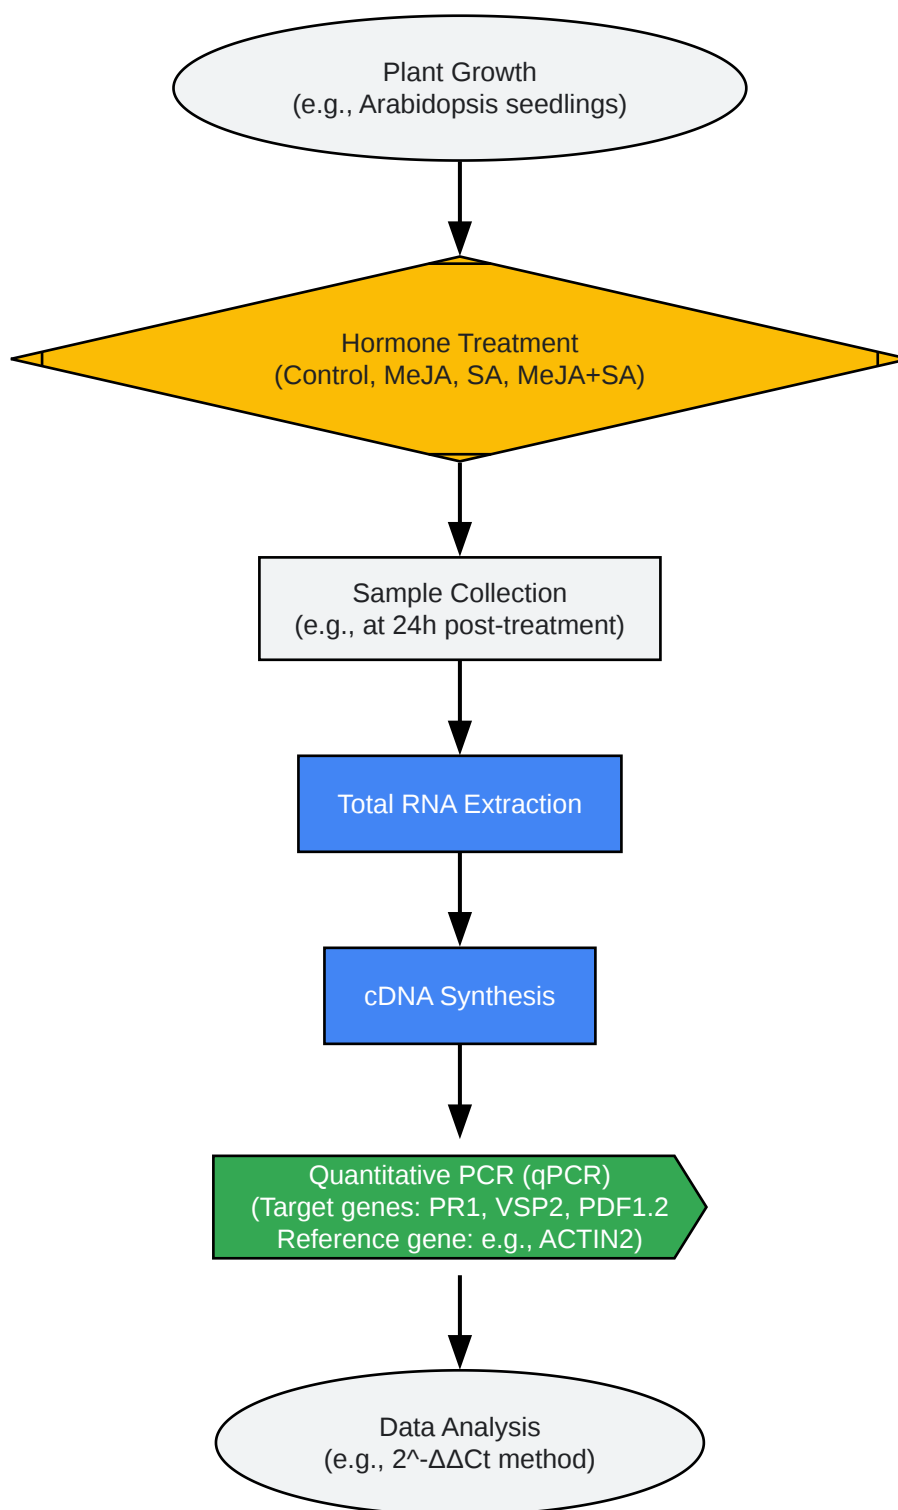 Plant Growth
(e.g., Arabidopsis seedlings)
Hormone Treatment
(Control, MeJA, SA, MeJA+SA)
Sample Collection
(e.g., at 24h post-treatment)
Total RNA Extraction
cDNA Synthesis
Quantitative PCR (qPCR)
(Target genes: PR1, VSP2, PDF1.2
Reference gene: e.g., ACTIN2)
Data Analysis
(e.g., 2^-ΔΔCt method)